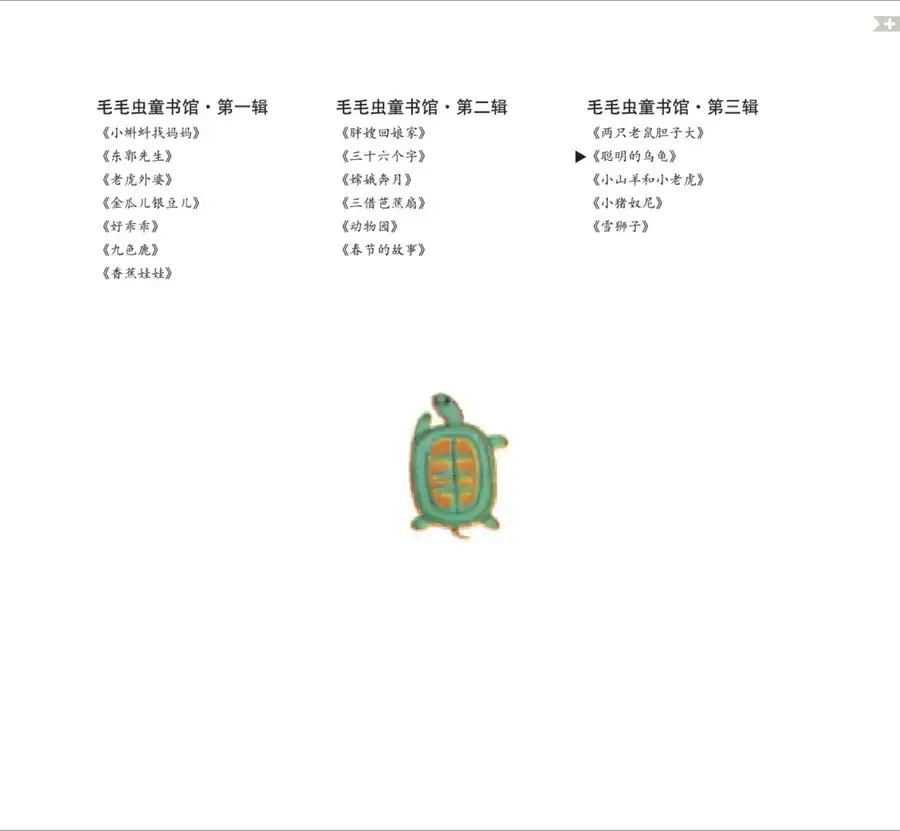 毛毛虫童书馆·第一辑
《小蝌蚪找妈妈》
《东郭先生》
《老虎外婆》
《金瓜儿银豆儿》
《好乖乖》
《九色鹿》
《香蕉娃娃》
毛毛虫童书馆·第二辑
《胖嫂回娘家》
《三十六个字》
《嫦娥奔月》
《三借芭蕉扇》
《动物园》
《春节的故事》
毛毛虫童书馆·第三辑
《两只老鼠胆子大》
▶《聪明的乌龟》
《小山羊和小老虎》
《小猪奴尼》
《雪狮子》